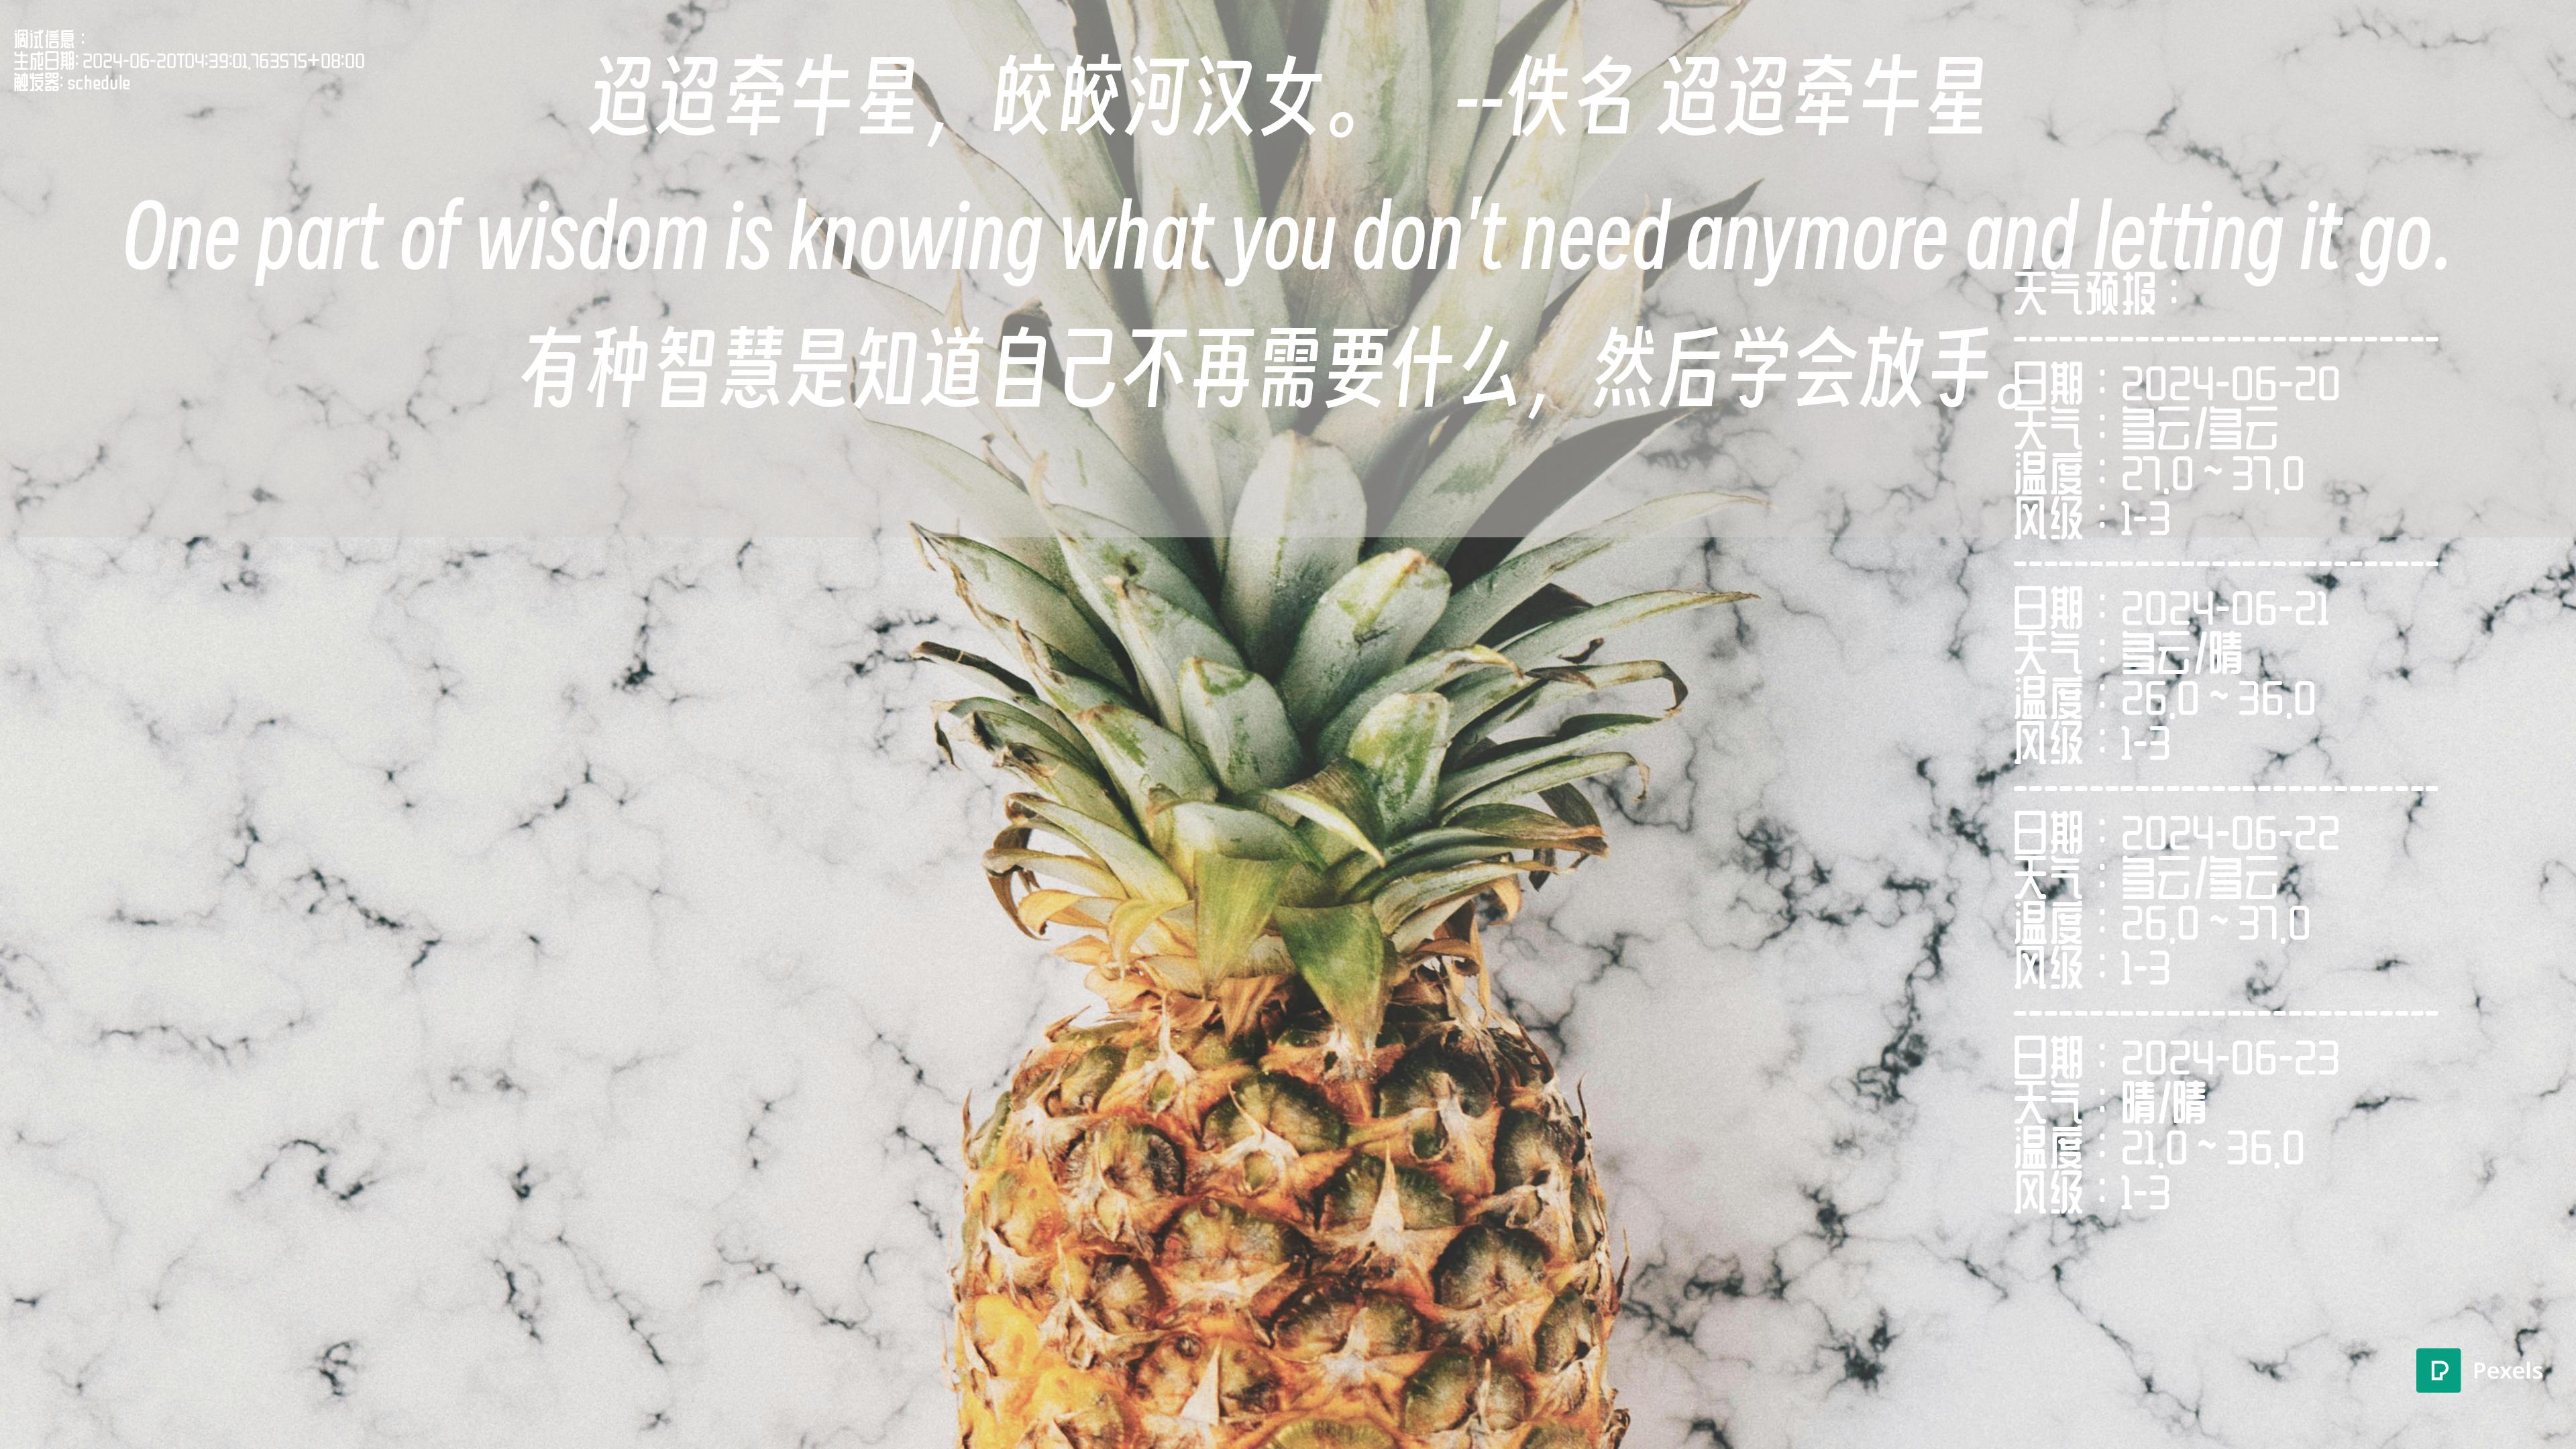 调试信息：
生成日期: 2024-06-20T04:39:01.763575+08:00
触发器: schedule
迢迢牵牛星，皎皎河汉女。 --佚名 迢迢牵牛星
One part of wisdom is knowing what you don't need anymore and letting it go.
有种智慧是知道自己不再需要什么，然后学会放手。
天气预报：
------------------------------
日期：2024-06-20
天气：多云/多云
温度：27.0 ~ 37.0
风级：1-3
------------------------------
日期：2024-06-21
天气：多云/晴
温度：26.0 ~ 36.0
风级：1-3
------------------------------
日期：2024-06-22
天气：多云/多云
温度：26.0 ~ 37.0
风级：1-3
------------------------------
日期：2024-06-23
天气：晴/晴
温度：21.0 ~ 36.0
风级：1-3
Pexels